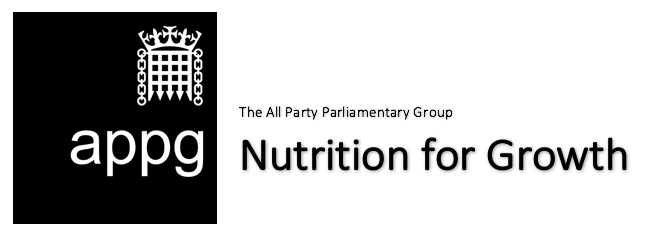 appg
The All Party Parliamentary Group
Nutrition for Growth